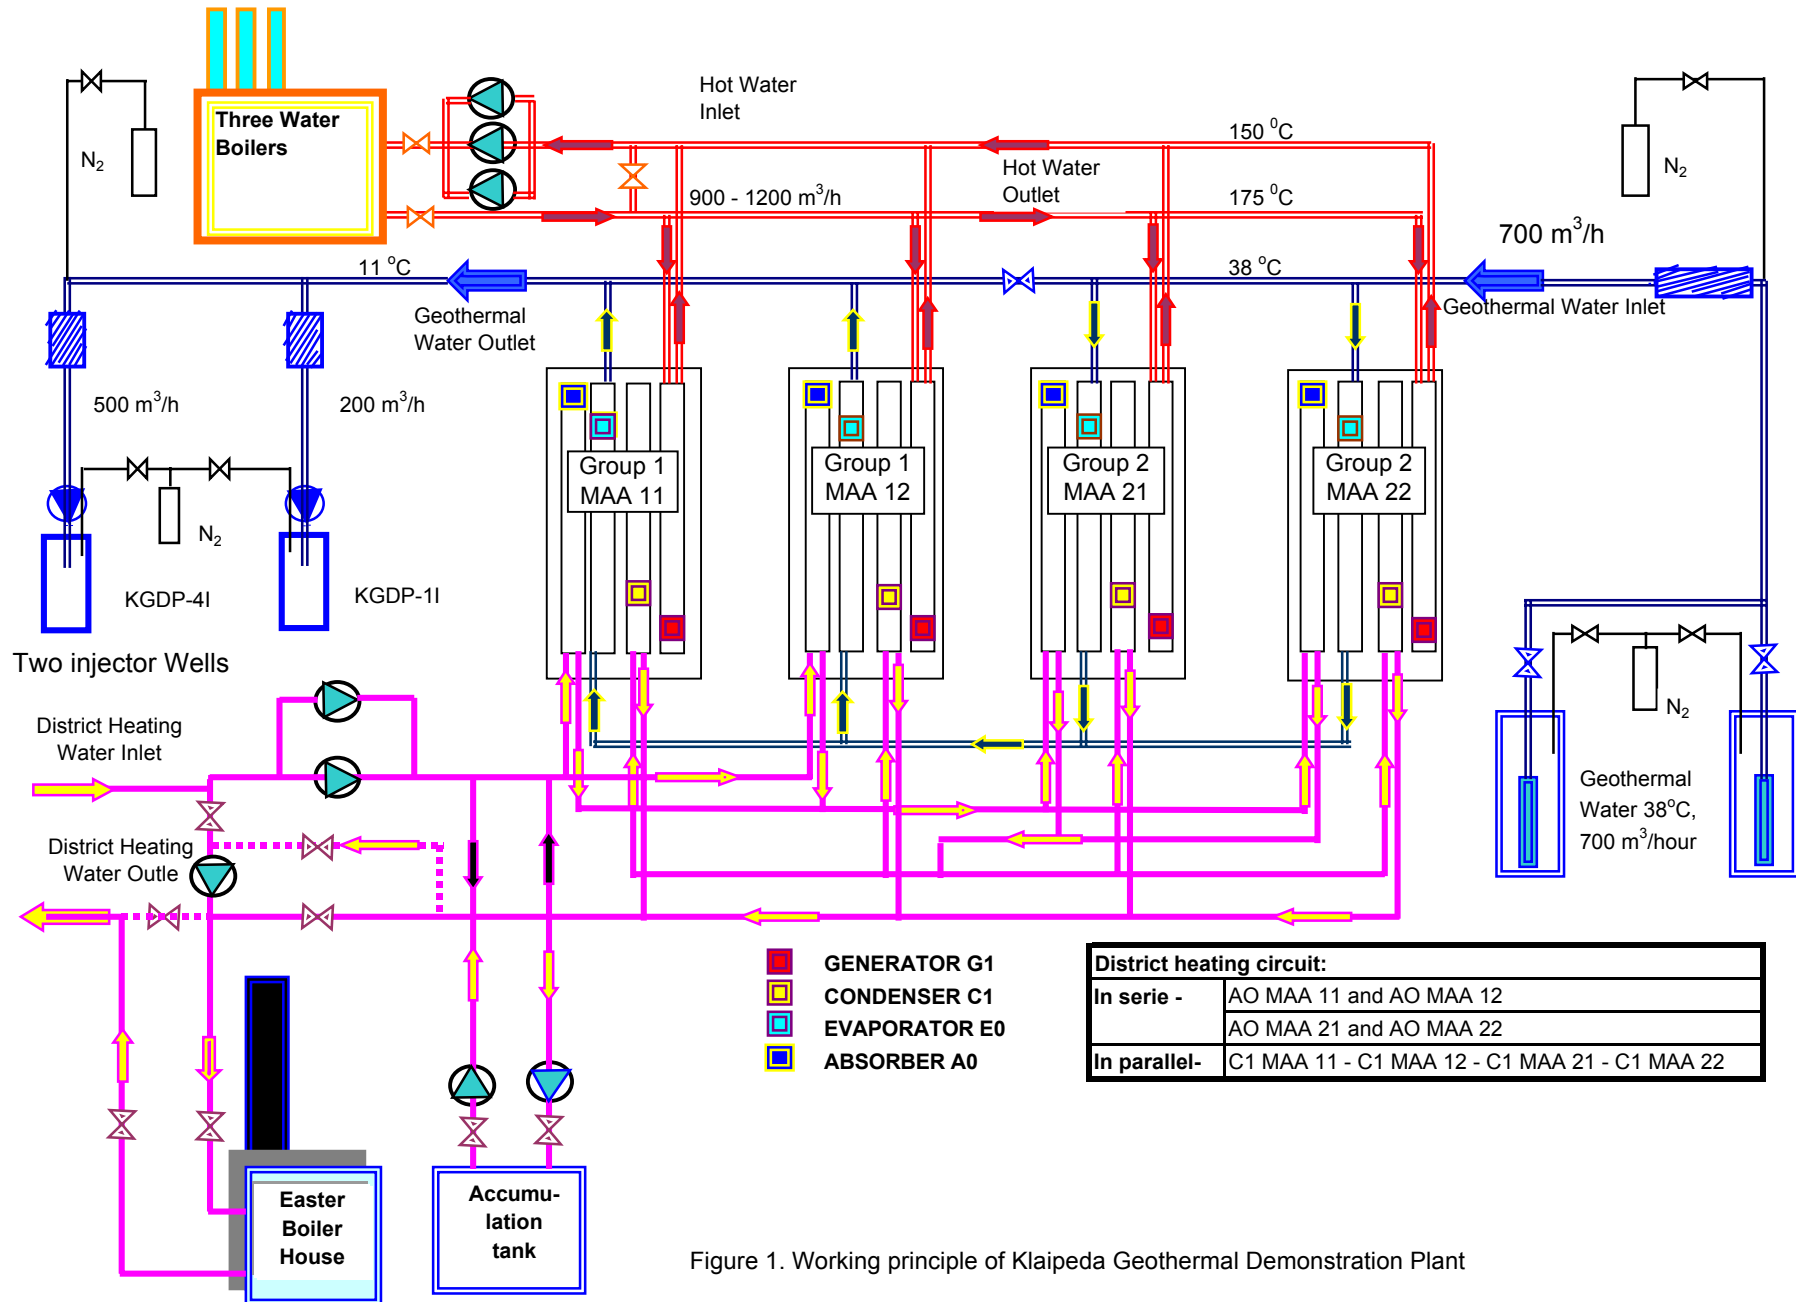 Three Water
Boilers
Hot Water
Inlet
150 ⁰C
N₂
N₂
Hot Water
Outlet
900 - 1200 m³/h
175 ⁰C
700 m³/h
11 °C
38 °C
Geothermal
Water Outlet
Geothermal Water Inlet
500 m³/h
200 m³/h
Group 1
MAA 11
Group 1
MAA 12
Group 2
MAA 21
Group 2
MAA 22
N₂
KGDP-4I
KGDP-1I
Two injector Wells
N₂
District Heating
Water Inlet
Geothermal
Water 38°C,
700 m³/hour
District Heating
Water Outle
GENERATOR G1
CONDENSER C1
EVAPORATOR E0
ABSORBER A0
District heating circuit:
In serie - AO MAA 11 and AO MAA 12
AO MAA 21 and AO MAA 22
In parallel- C1 MAA 11 - C1 MAA 12 - C1 MAA 21 - C1 MAA 22
Easter
Boiler
House
Accumu-
lation
tank
Figure 1. Working principle of Klaipeda Geothermal Demonstration Plant